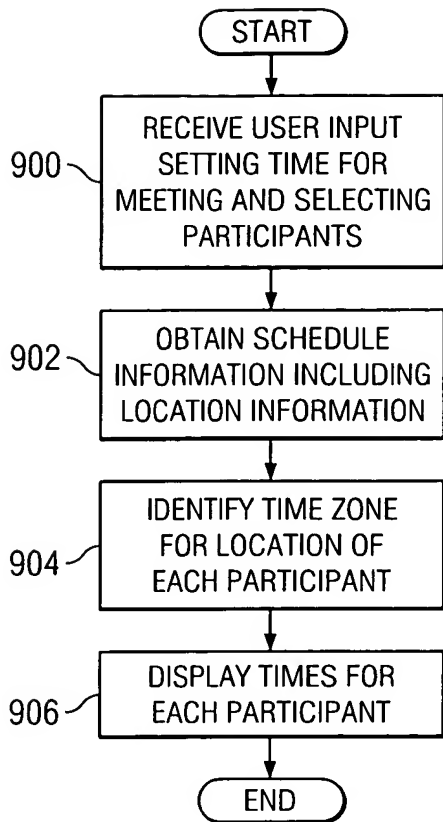 START
900
RECEIVE USER INPUT
SETTING TIME FOR
MEETING AND SELECTING
PARTICIPANTS
902
OBTAIN SCHEDULE
INFORMATION INCLUDING
LOCATION INFORMATION
904
IDENTIFY TIME ZONE
FOR LOCATION OF
EACH PARTICIPANT
906
DISPLAY TIMES FOR
EACH PARTICIPANT
END